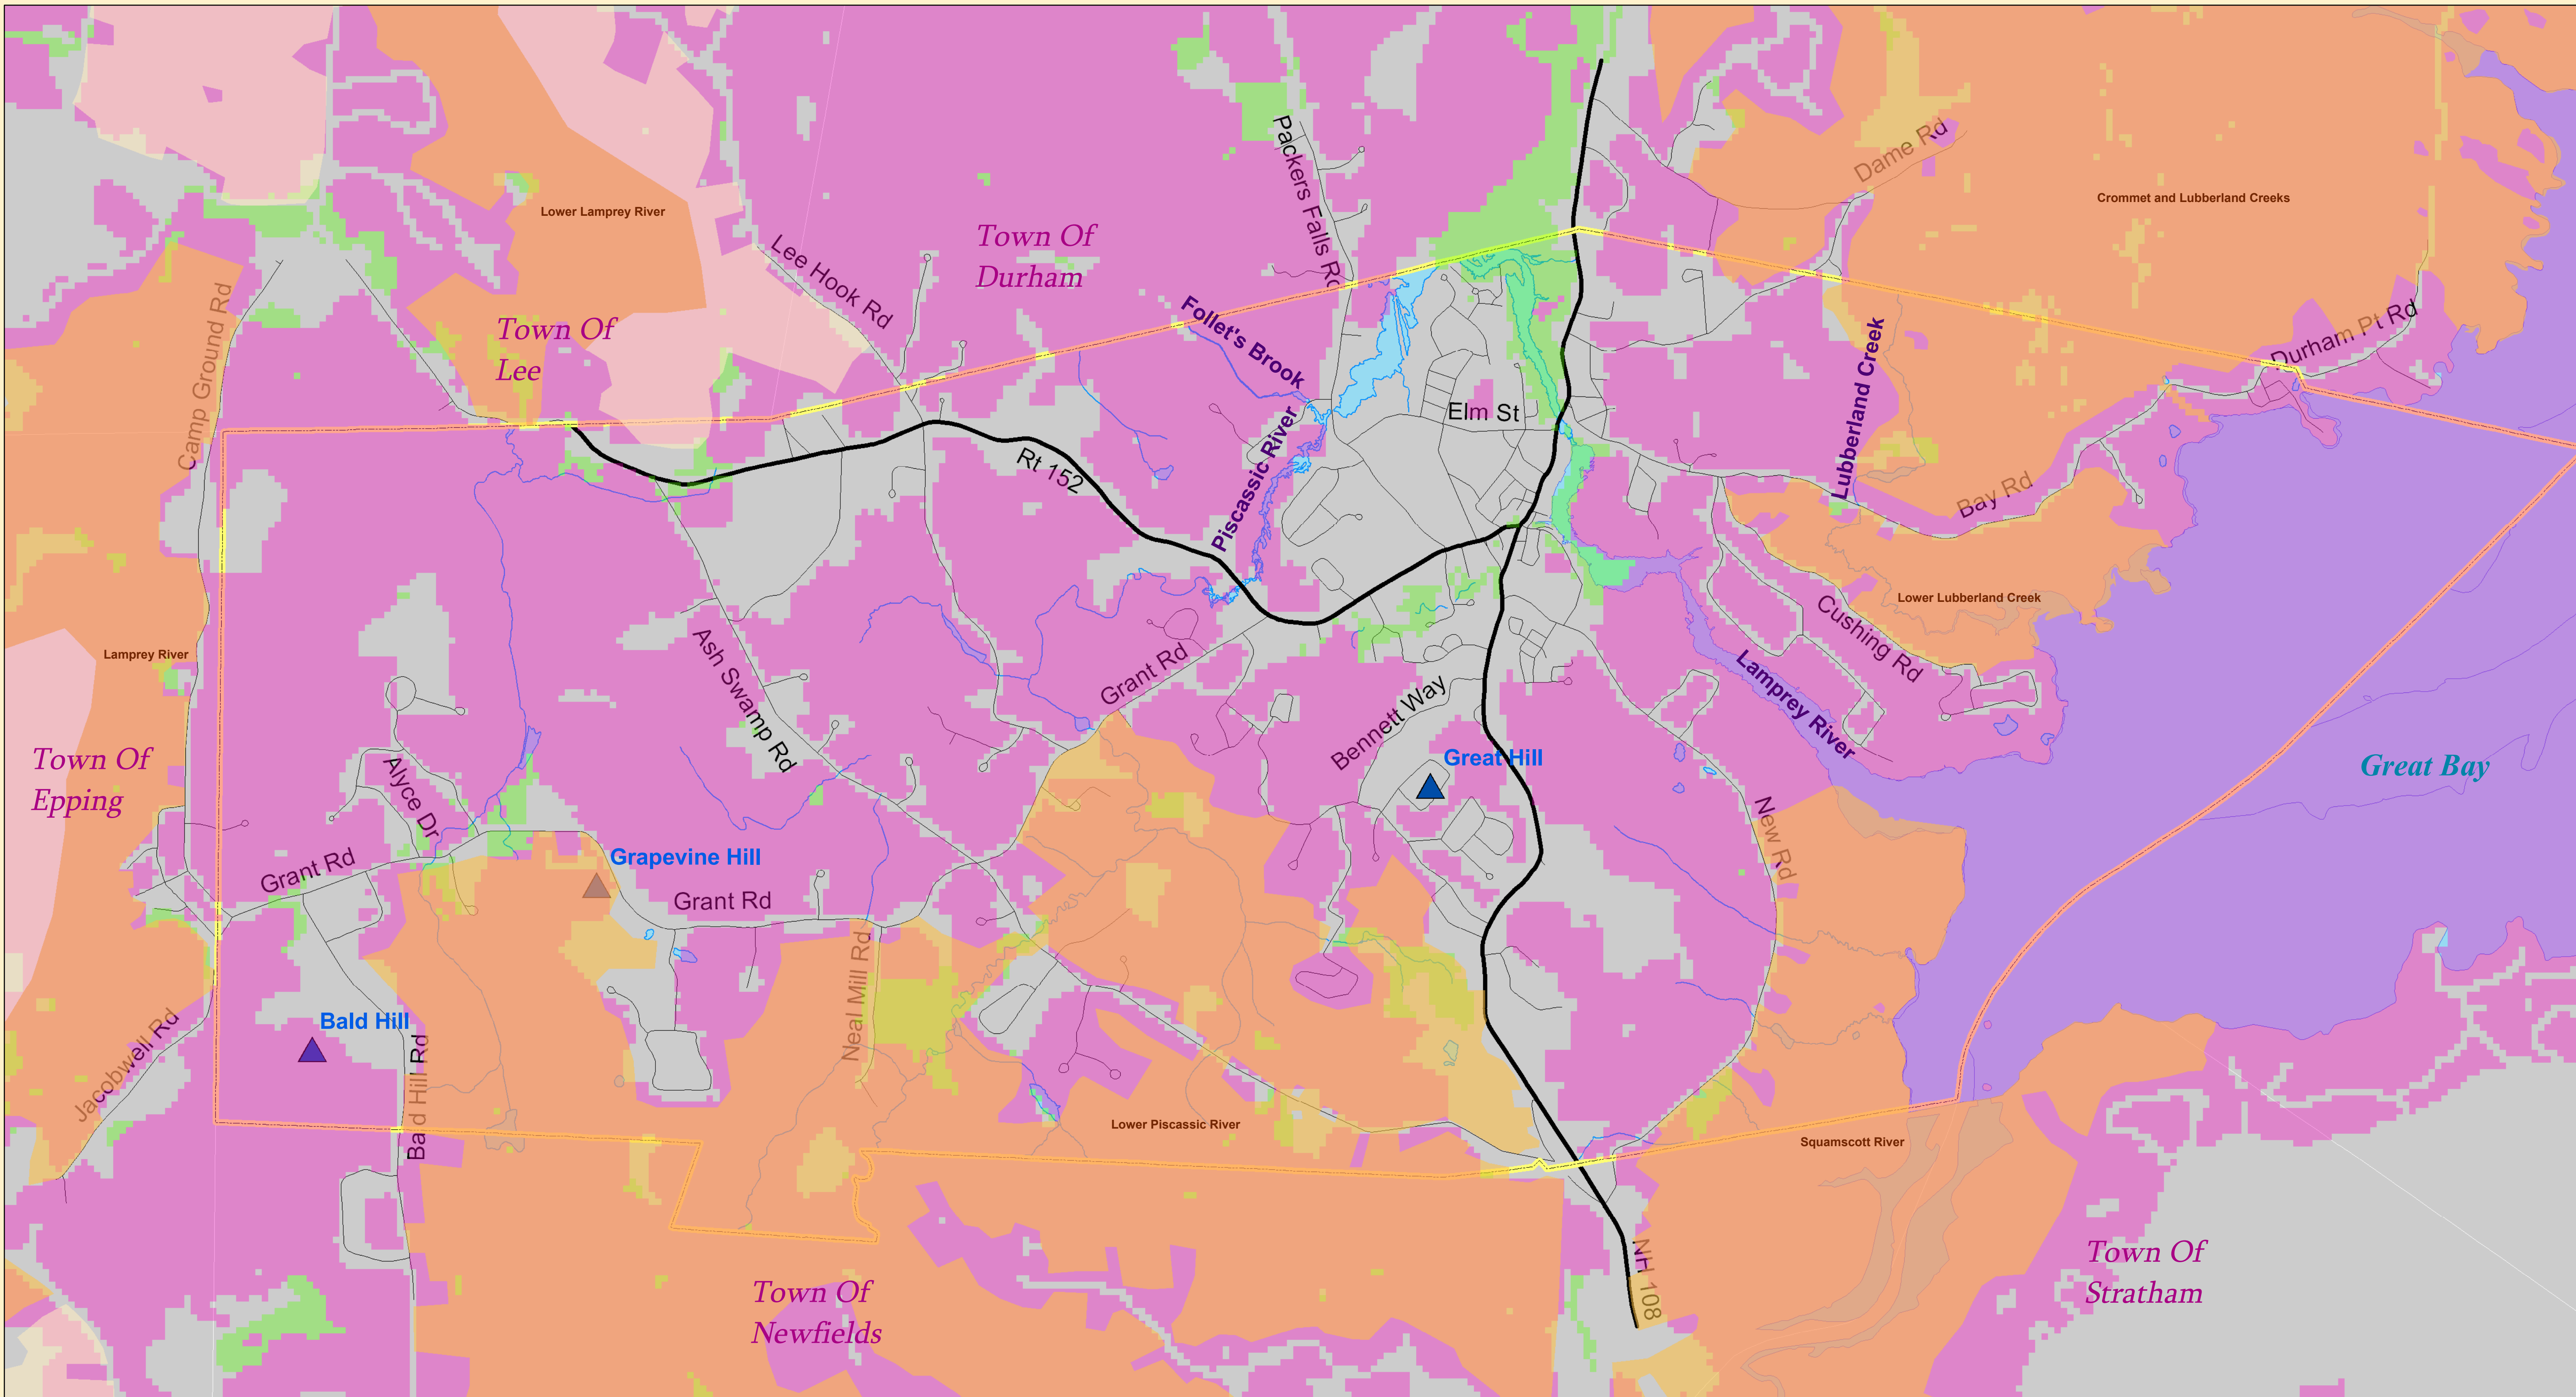 Packers Falls Rd
Dame Rd
Crommet and Lubberland Creeks
Lower Lamprey River
Town Of
Durham
Lee Hook Rd
Camp Ground Rd
Town Of
Lee
Follet's Brook
Durham Pt Rd
Lubberland Creek
Elm St
Piscassic River
Rt 152
Bay Rd
Lower Lubberland Creek
Cushing Rd
Lamprey River
Ash Swamp Rd
Grant Rd
Lamprey River
Bennett Way
Town Of
Epping
Great Hill
Great Bay
Alyce Dr
New Rd
Grapevine Hill
Grant Rd
Grant Rd
Neal Mill Rd
Bald Hill
Jacobwell Rd
Bald Hill Rd
Lower Piscassic River
Squamscott River
Town Of
Stratham
Town Of
Newfields
NH 108